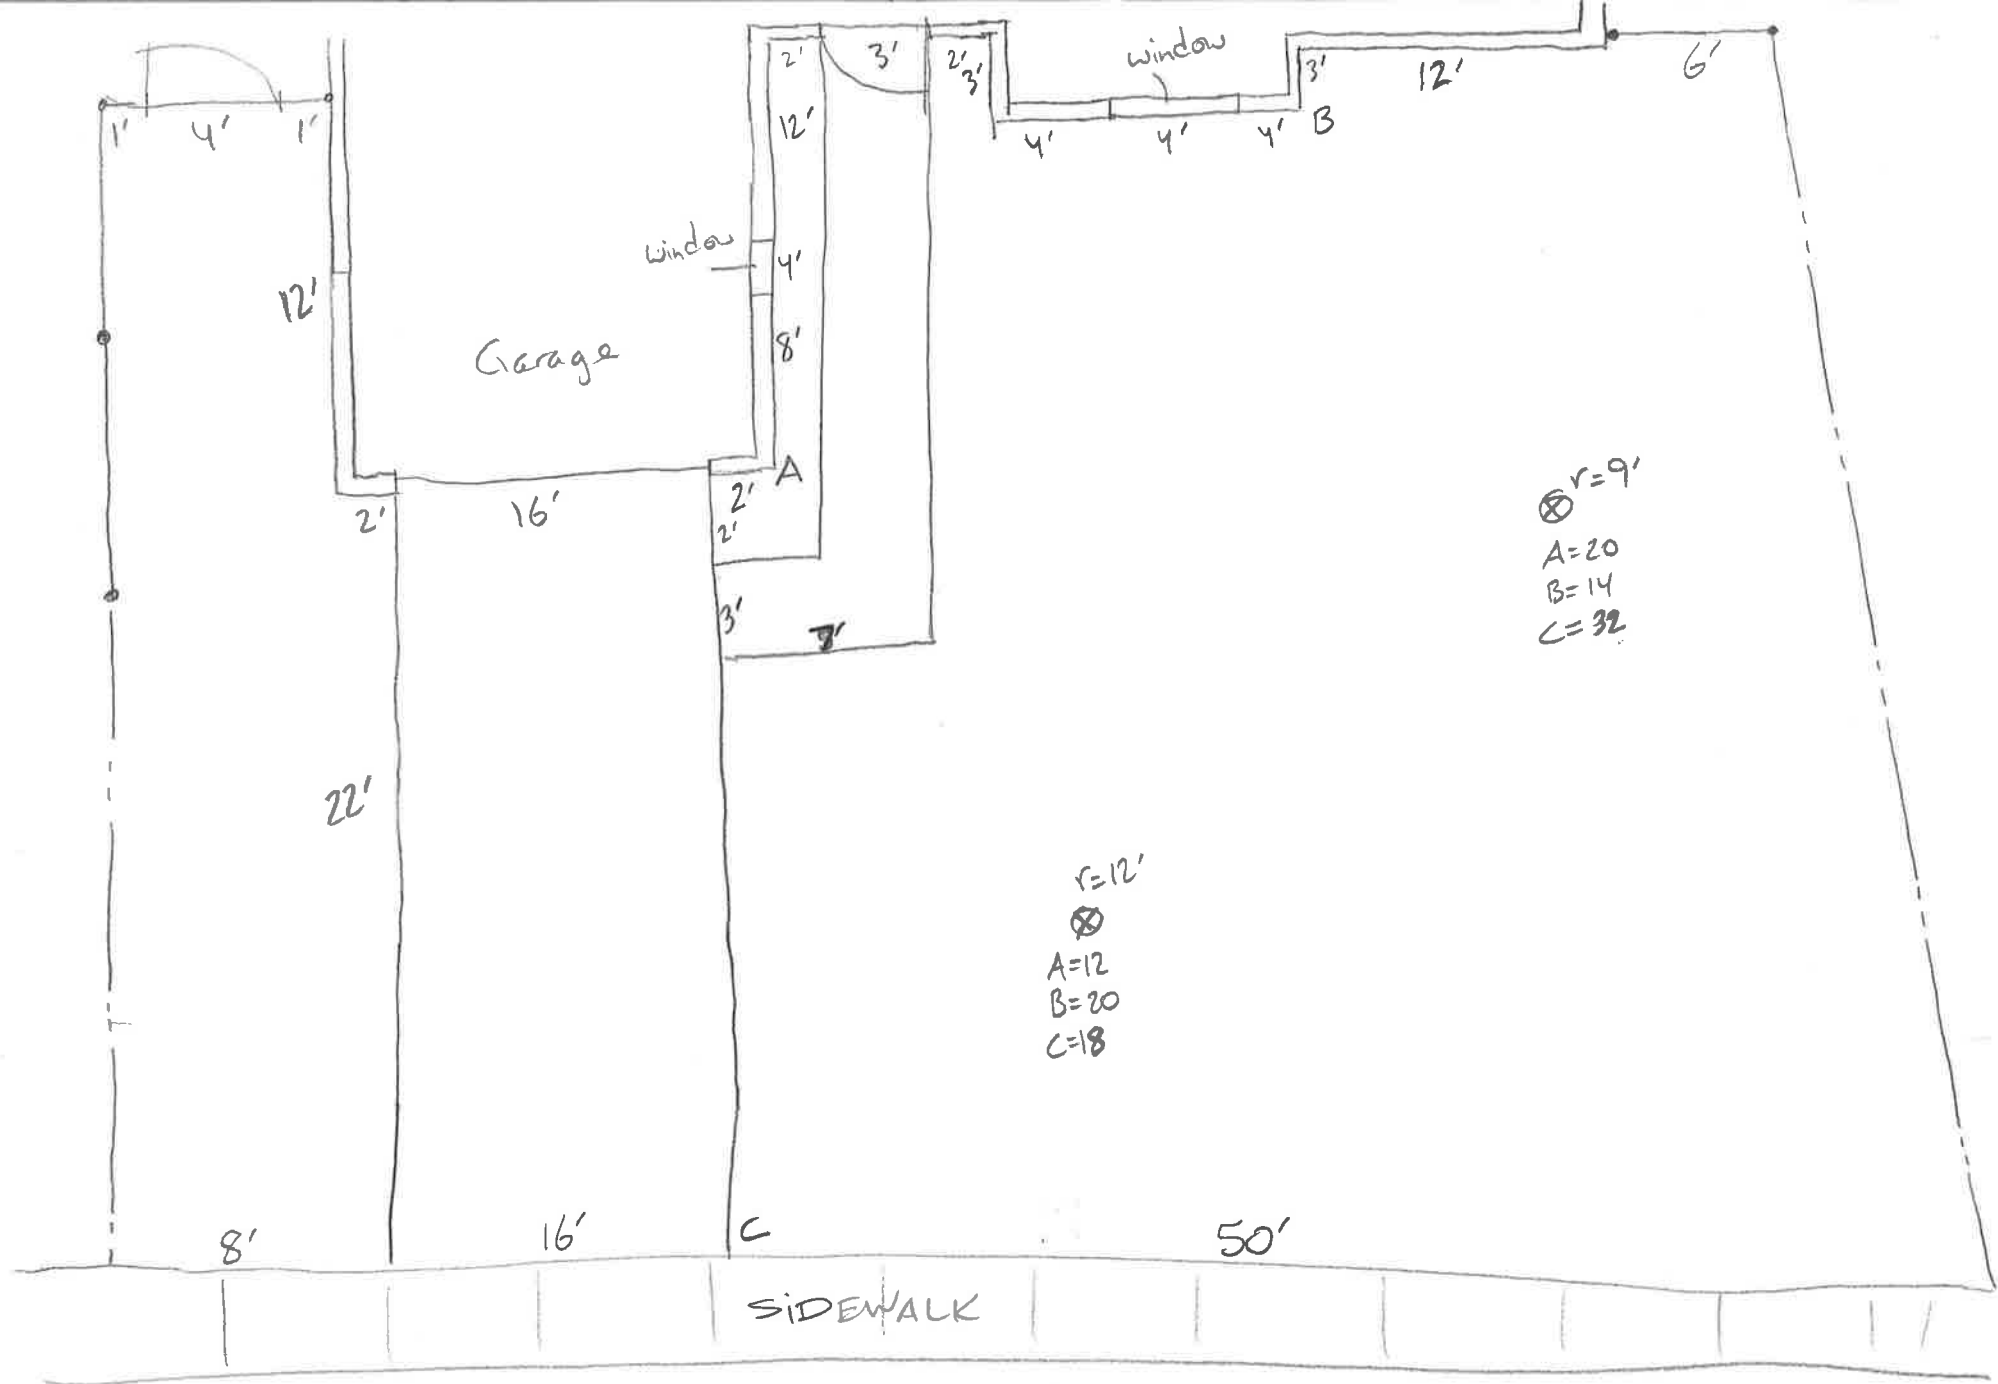 2'
3'
2'
3'
window
3'
12'
6'
1'
4'
1'
12'
4'
4'
4'
B
window
4'
12'
8'
Garage
A
2'
16'
2'
2'
r=9'
A=20
B=14
C=32
3'
7'
22'
r=12'
A=12
B=20
C=18
8'
16'
C
50'
SIDEWALK